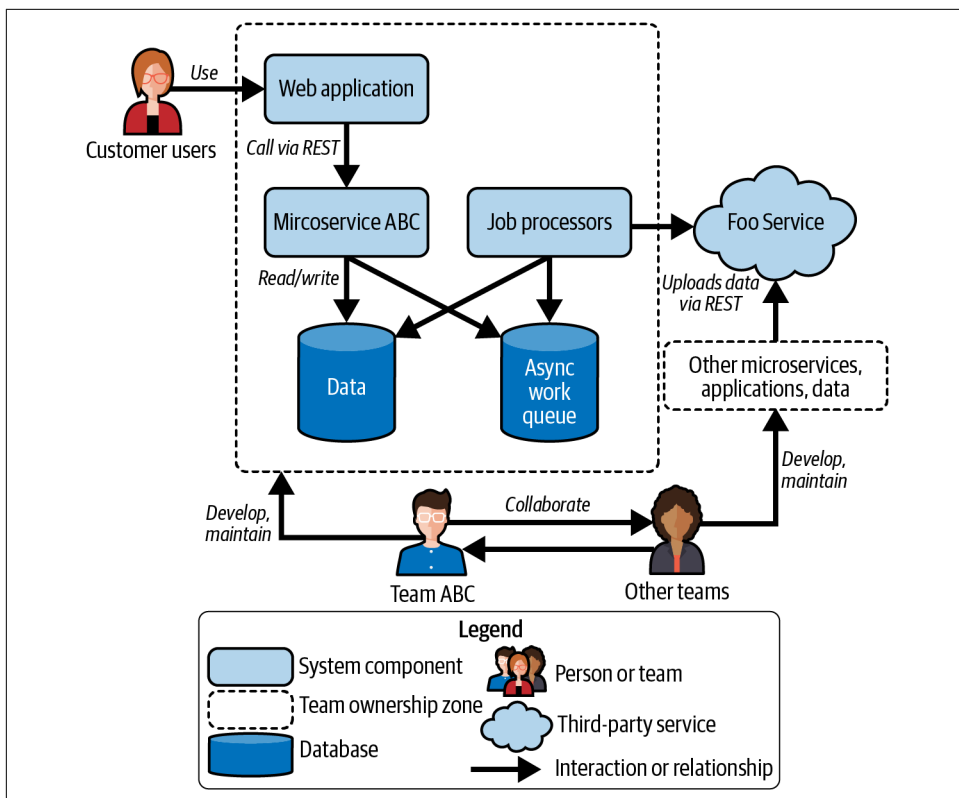 Use
Web application
Customer users
Call via REST
Mircoservice ABC
Job processors
Foo Service
Read/write
Uploads data
via REST
Data
Async
work
queue
Other microservices,
applications, data
Develop,
maintain
Collaborate
Develop,
maintain
Team ABC
Other teams
Legend
System component
Person or team
Team ownership zone
Third-party service
Database
Interaction or relationship